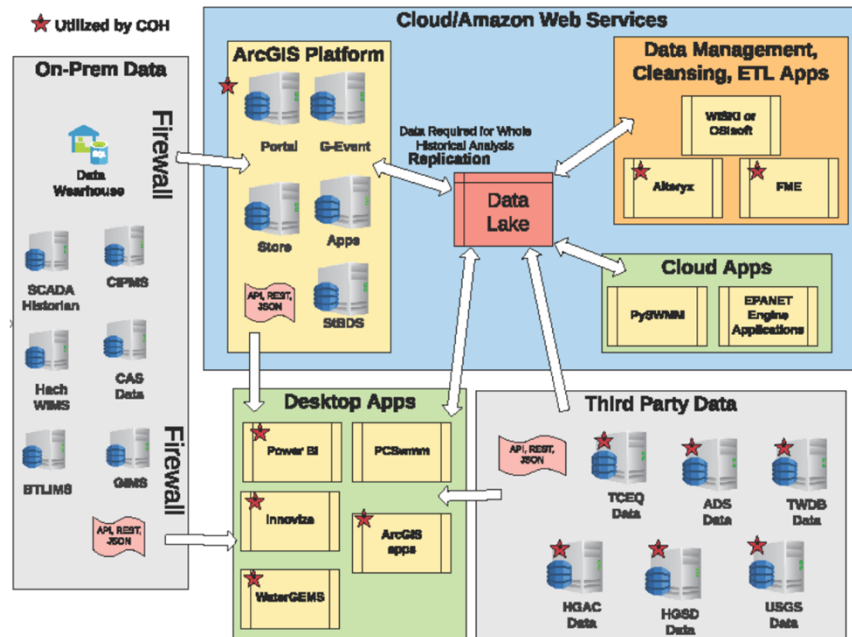 Utilized by COH
Cloud/Amazon Web Services
On-Prem Data
Firewall
Data
Wearhouse
SCADA
Historian
CIPMS
Hach
WIMS
CAS
Data
BTLIMS
GIMS
Firewall
API, REST,
JSON
ArcGIS Platform
Portal
G-Event
Store
Apps
API, REST,
JSON
StBDS
Data Required for Whole
Historical Analysis
Replication
Data
Lake
Data Management,
Cleansing, ETL Apps
WISKI or
OSIsoft
Alteryx
FME
Cloud Apps
PySWMM
EPANET
Engine
Applications
Desktop Apps
Power BI
PCSwmm
Innovize
ArcGIS
apps
WaterGEMS
Third Party Data
API, REST,
JSON
TCEQ
Data
ADS
Data
TWDB
Data
HGAC
Data
HGSD
Data
USGS
Data